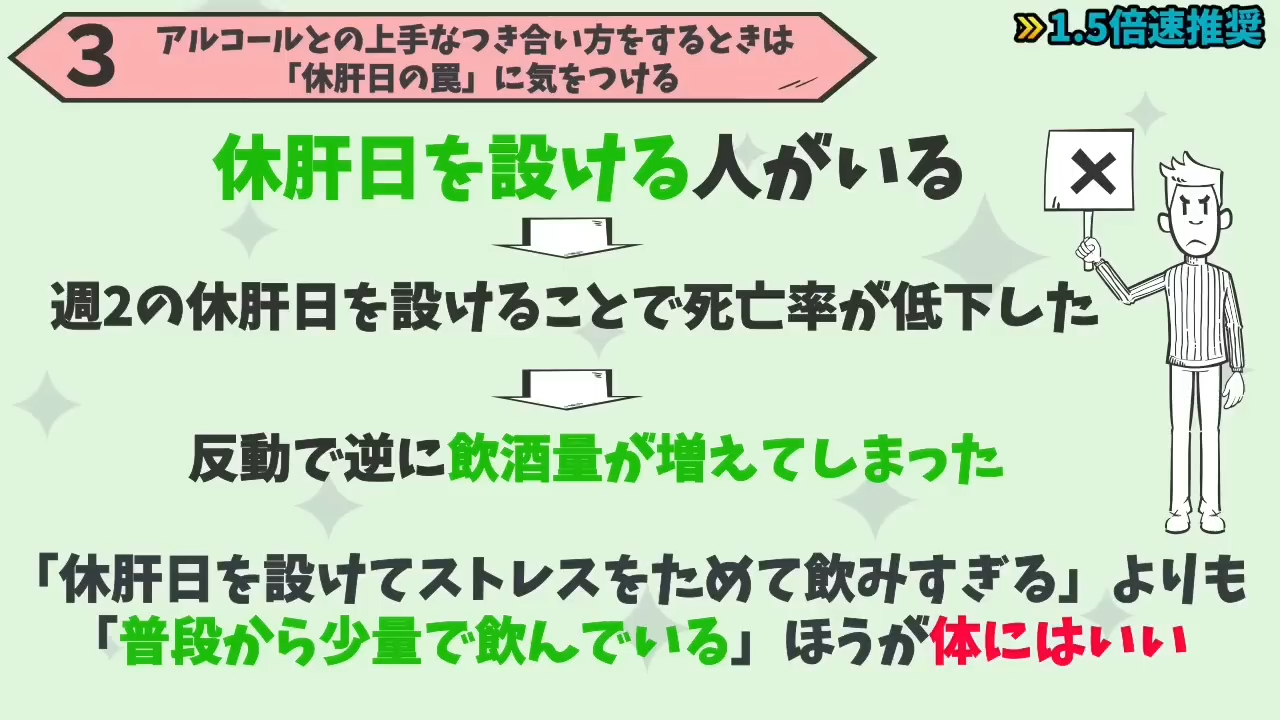 3
アルコールとの上手なつき合い方をするときは
「休肝日の罠」に気をつける
1.5倍速推奨
休肝日を設ける人がいる
×
週2の休肝日を設けることで死亡率が低下した
反動で逆に飲酒量が増えてしまった
「休肝日を設けてストレスをためて飲みすぎる」よりも
「普段から少量で飲んでいる」ほうが体にはいい